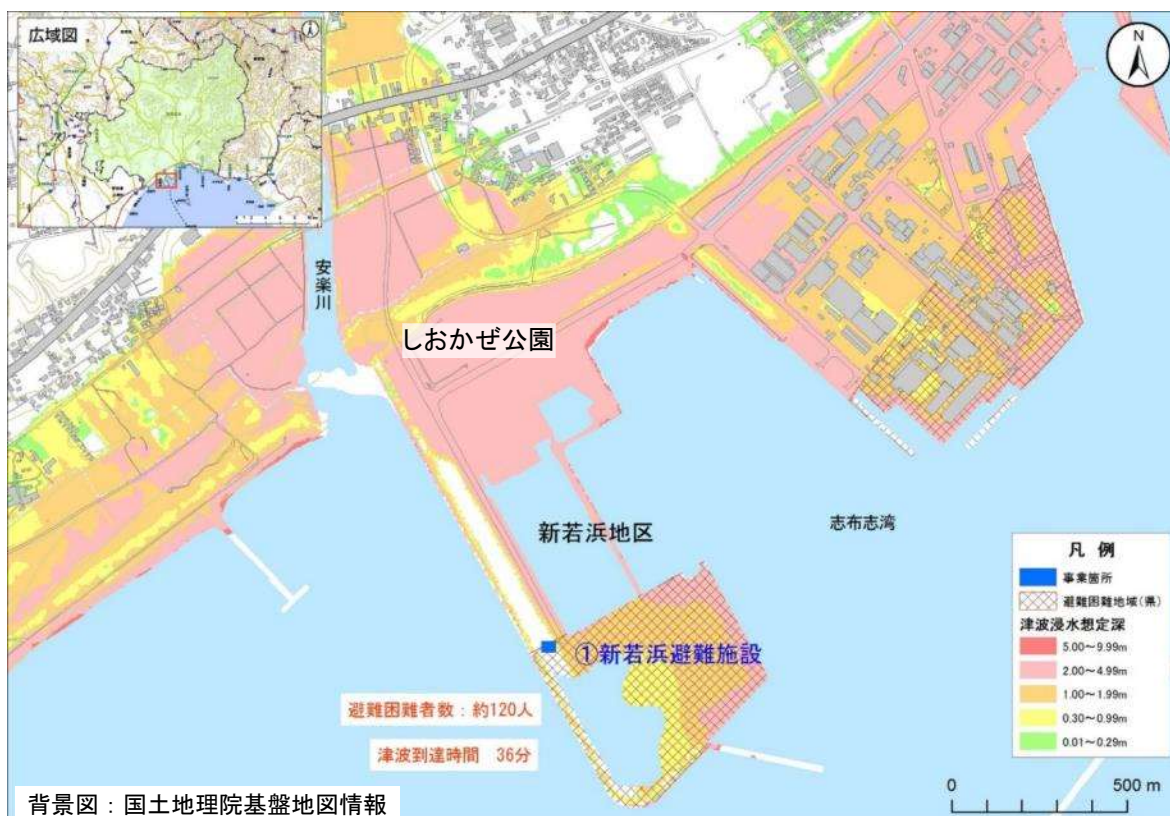 広域図
N
安楽川
しおかぜ公園
新若浜地区
志布志湾
①新若浜避難施設
避難困難者数：約120人
津波到達時間　36分
凡 例
事業箇所
避難困難地域（県）
津波浸水想定深
5.00～9.99m
2.00～4.99m
1.00～1.99m
0.30～0.99m
0.01～0.29m
0 500 m
背景図：国土地理院基盤地図情報